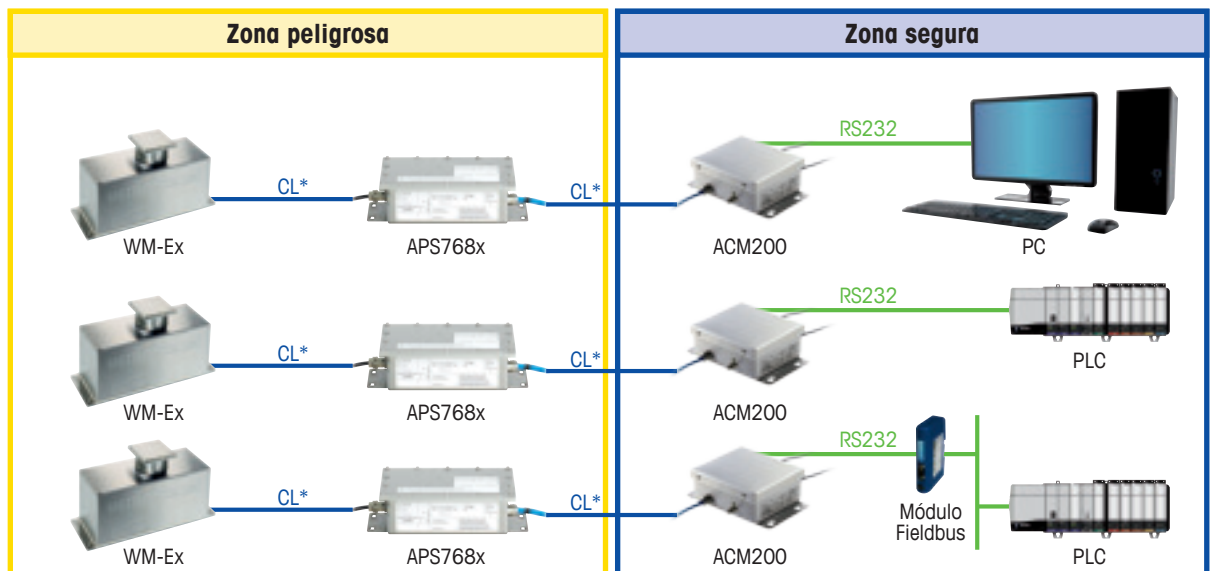 Zona peligrosa
Zona segura
RS232
CL*
CL*
WM-Ex
APS768x
ACM200
PC
RS232
CL*
CL*
WM-Ex
APS768x
ACM200
PLC
RS232
CL*
CL*
Módulo
Fieldbus
WM-Ex
APS768x
ACM200
PLC